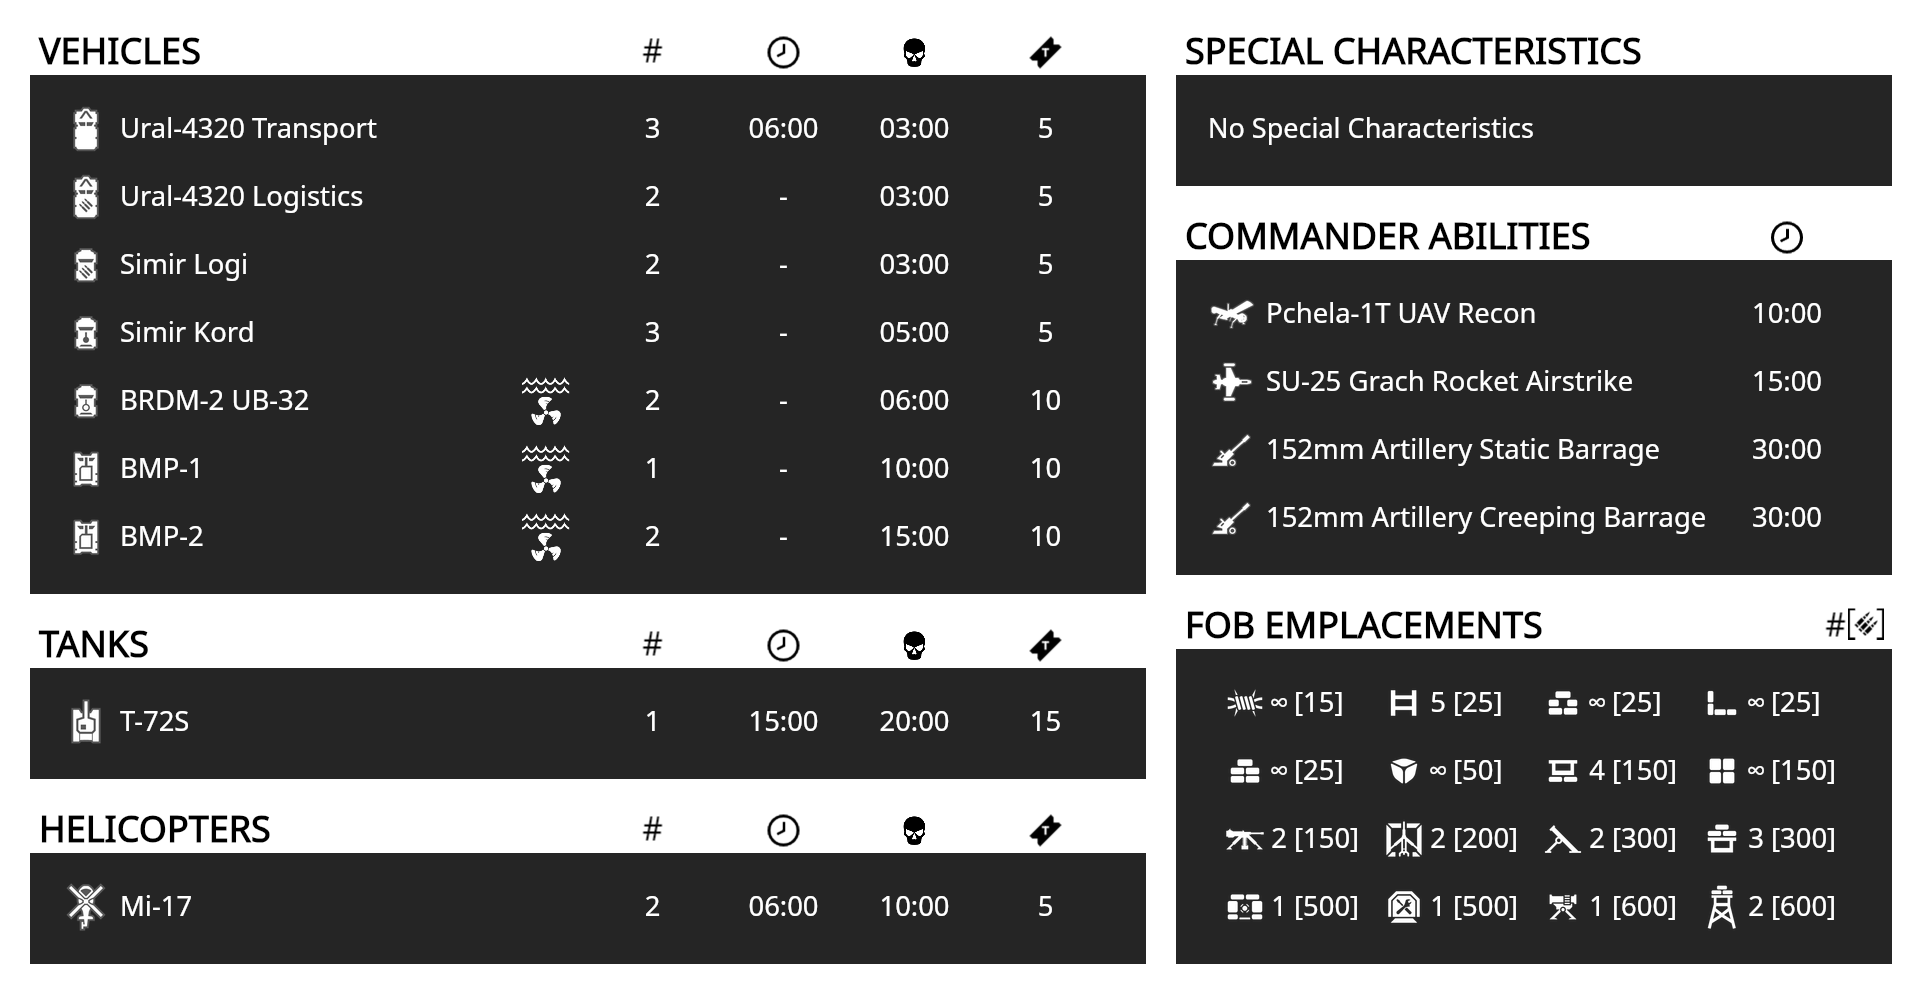 VEHICLES #
Ural-4320 Transport 3 06:00 03:00 5
Ural-4320 Logistics 2 - 03:00 5
Simir Logi 2 - 03:00 5
Simir Kord 3 - 05:00 5
BRDM-2 UB-32 2 - 06:00 10
BMP-1 1 - 10:00 10
BMP-2 2 - 15:00 10
TANKS #
T-72S 1 15:00 20:00 15
HELICOPTERS #
Mi-17 2 06:00 10:00 5
SPECIAL CHARACTERISTICS
No Special Characteristics
COMMANDER ABILITIES
Pchela-1T UAV Recon 10:00
SU-25 Grach Rocket Airstrike 15:00
152mm Artillery Static Barrage 30:00
152mm Artillery Creeping Barrage 30:00
FOB EMPLACEMENTS #[]
∞ [15] 5 [25] ∞ [25] ∞ [25]
∞ [25] ∞ [50] 4 [150] ∞ [150]
2 [150] 2 [200] 2 [300] 3 [300]
1 [500] 1 [500] 1 [600] 2 [600]